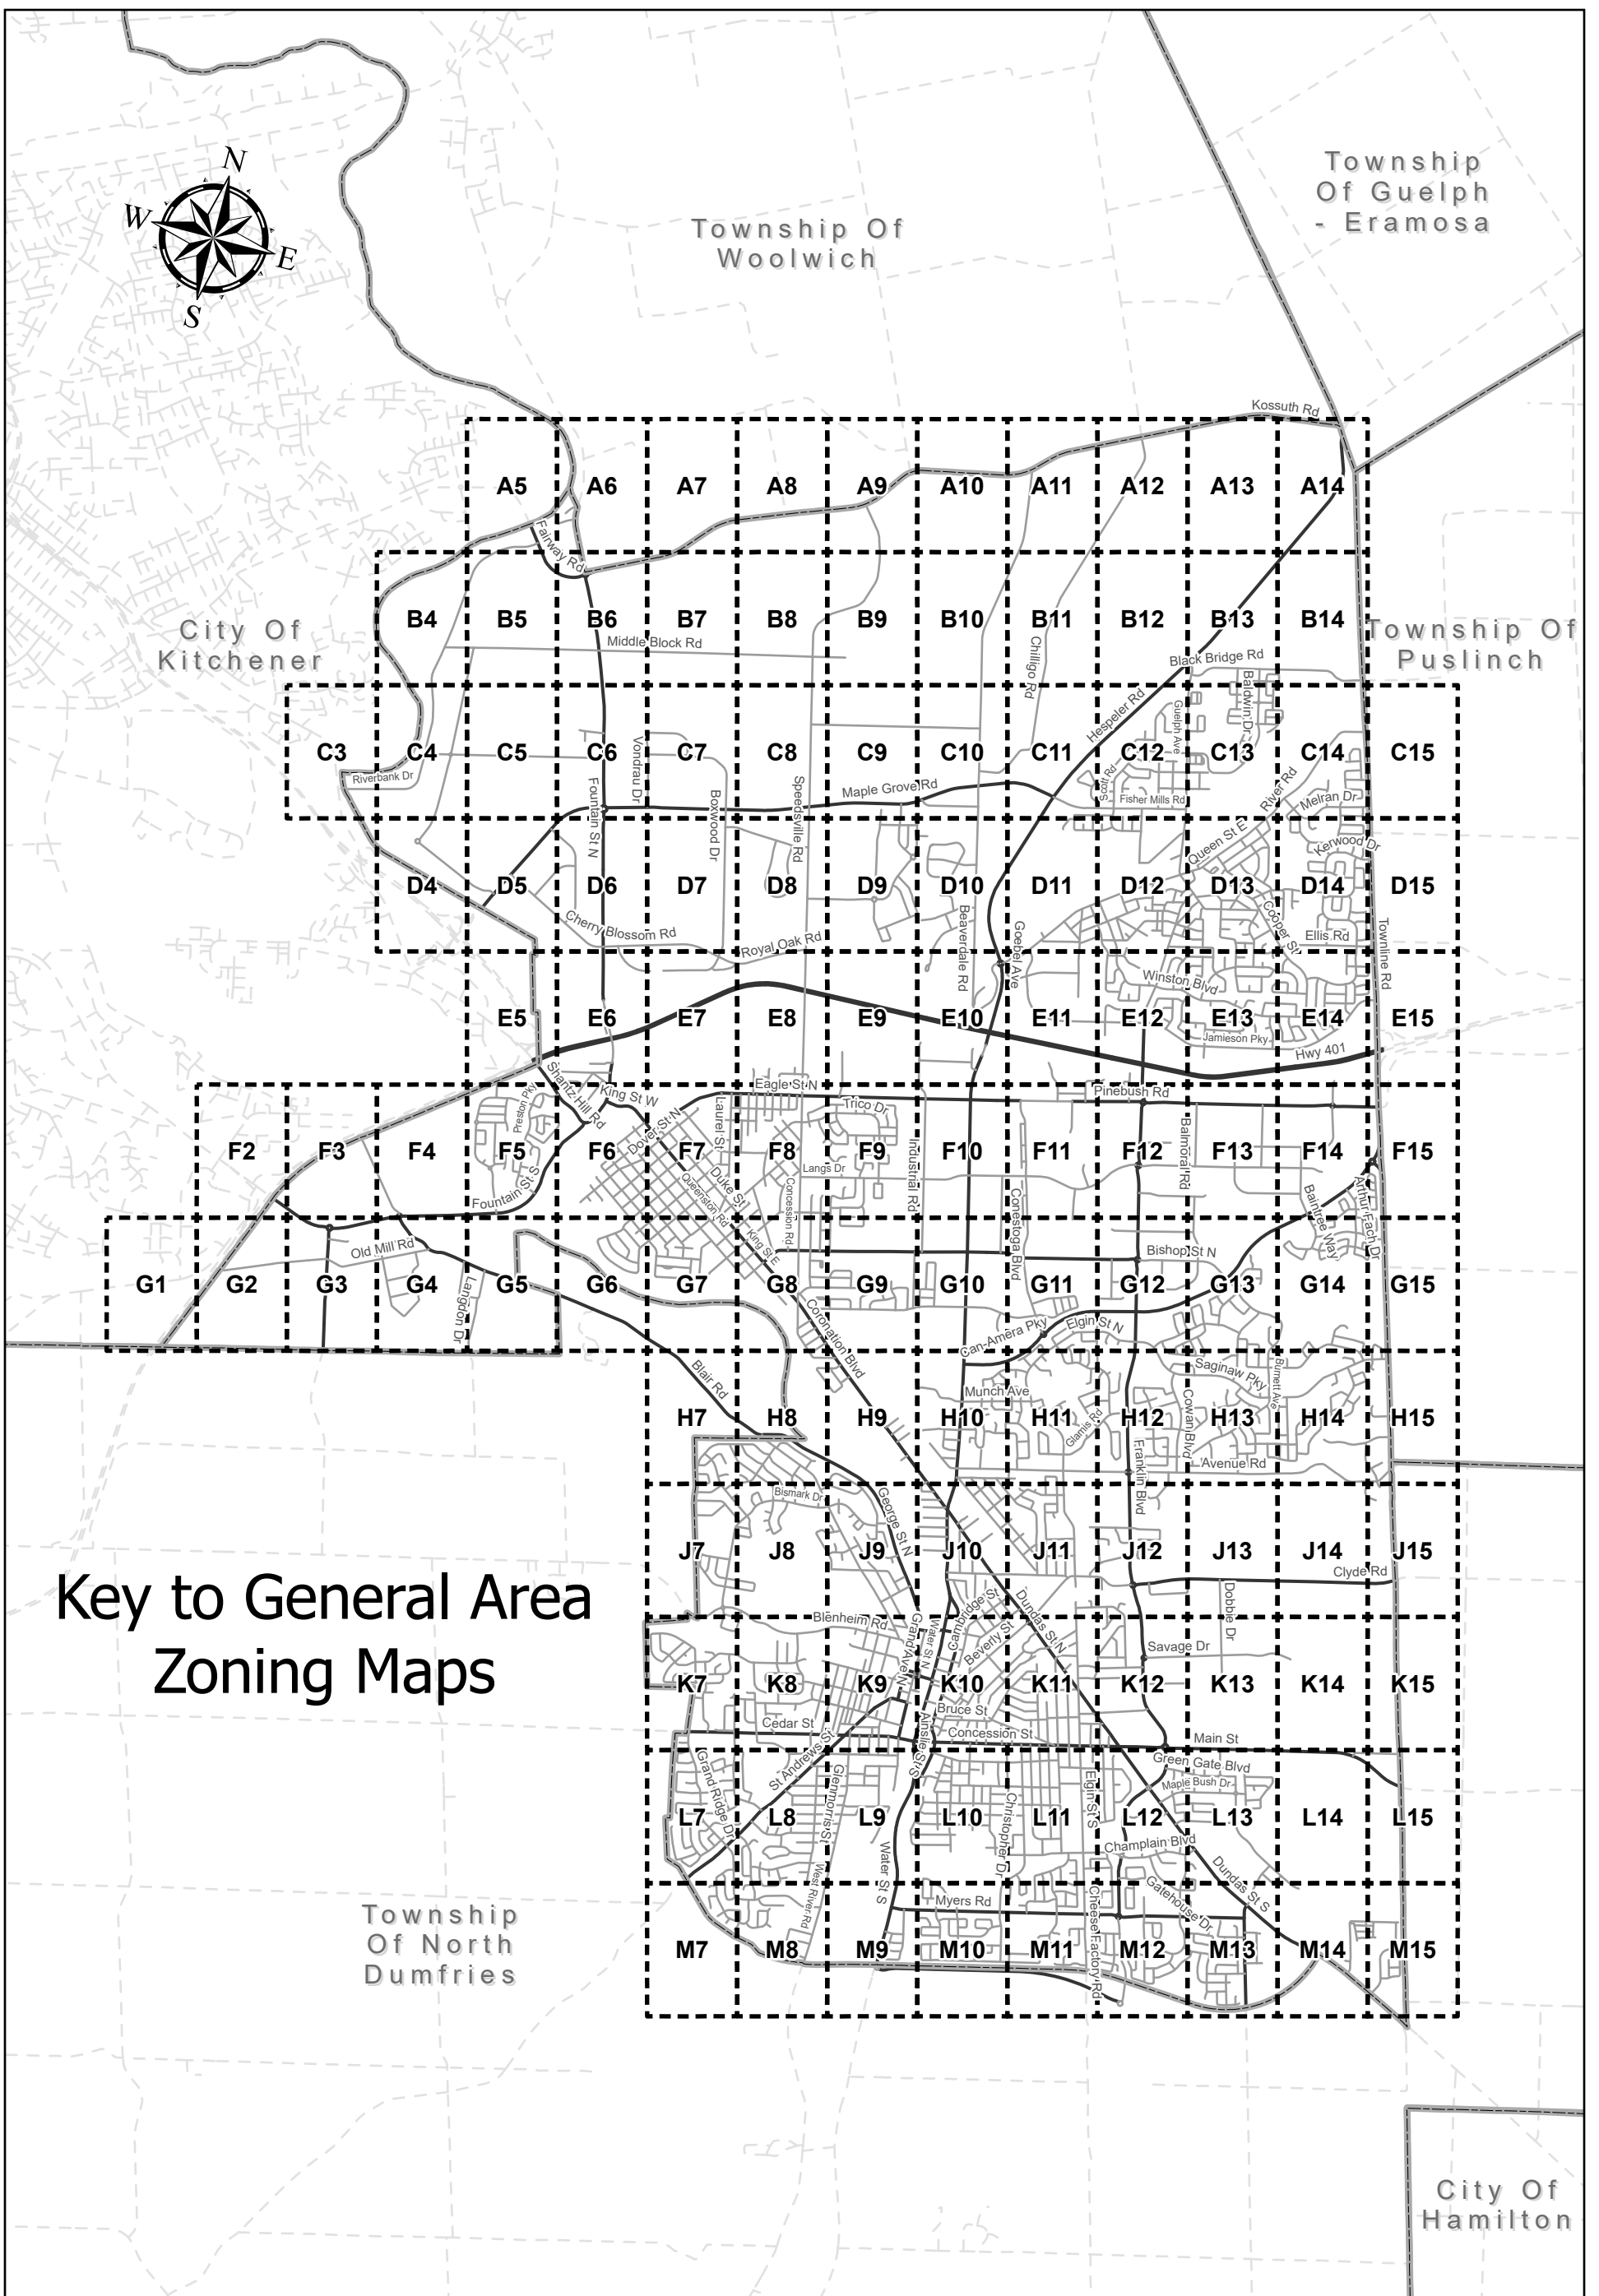 N
W
E
S
Township Of
Woolwich
Township
Of Guelph
- Eramosa
Kossuth Rd
A5 A6 A7 A8 A9 A10 A11 A12 A13 A14
Fairway Rd
City Of
Kitchener
Township Of
Puslinch
B4 B5 B6 B7 B8 B9 B10 B11 B12 B13 B14
Middle Block Rd
Chilligo Rd
Black Bridge Rd
Baldwin Dr
Guelph Ave
Hespeler Rd
C3 C4 C5 C6 C7 C8 C9 C10 C11 C12 C13 C14 C15
Riverbank Dr
Vondrau Dr
Fountain St N
Boxwood Dr
Speedsville Rd
Maple Grove Rd
Scott Rd
Fisher Mills Rd
River Rd
Melran Dr
Queen St E
Kerwood Dr
D4 D5 D6 D7 D8 D9 D10 D11 D12 D13 D14 D15
Cherry Blossom Rd
Royal Oak Rd
Beaverdale Rd
Goebel Ave
Cooper St
Ellis Rd
Townline Rd
Winston Blvd
E5 E6 E7 E8 E9 E10 E11 E12 E13 E14 E15
Jamieson Pky
Hwy 401
Shantz Hill Rd
Preston Pky
King St W
Eagle St N
Pinebush Rd
Trico Dr
Dover St N
Laurel St
F2 F3 F4 F5 F6 F7 F8 F9 F10 F11 F12 F13 F14 F15
Langs Dr
Industrial Rd
Balmoral Rd
Fountain St S
Duke St
Queenston Rd
Concession Rd
Conestoga Blvd
Baintree Way
Arthur Fach Dr
Old Mill Rd
King St E
Bishop St N
G1 G2 G3 G4 G5 G6 G7 G8 G9 G10 G11 G12 G13 G14 G15
Langdon Dr
Coronation Blvd
Can-Amera Pky
Elgin St N
Blair Rd
Munch Ave
Saginaw Pky
Burnett Ave
H7 H8 H9 H10 H11 H12 H13 H14 H15
Glamis Rd
Cowan Blvd
Franklin Blvd
Avenue Rd
Bismark Dr
George St N
J7 J8 J9 J10 J11 J12 J13 J14 J15
Clyde Rd
Key to General Area
Zoning Maps
Blenheim Rd
Grand Ave N
Water St N
Cambridge St
Beverly St
Dundas St N
Dobbie Dr
Savage Dr
K7 K8 K9 K10 K11 K12 K13 K14 K15
Cedar St
Bruce St
Concession St
Main St
Ainslie St S
St Andrews St
Grand Ridge Dr
Glenmorris St
Green Gate Blvd
Maple Bush Dr
Elgin St S
Christopher Dr
L7 L8 L9 L10 L11 L12 L13 L14 L15
Champlain Blvd
Water St S
West River Rd
Dundas St S
Gatehouse Dr
Myers Rd
Cheese Factory Rd
M7 M8 M9 M10 M11 M12 M13 M14 M15
Township
Of North
Dumfries
City Of
Hamilton